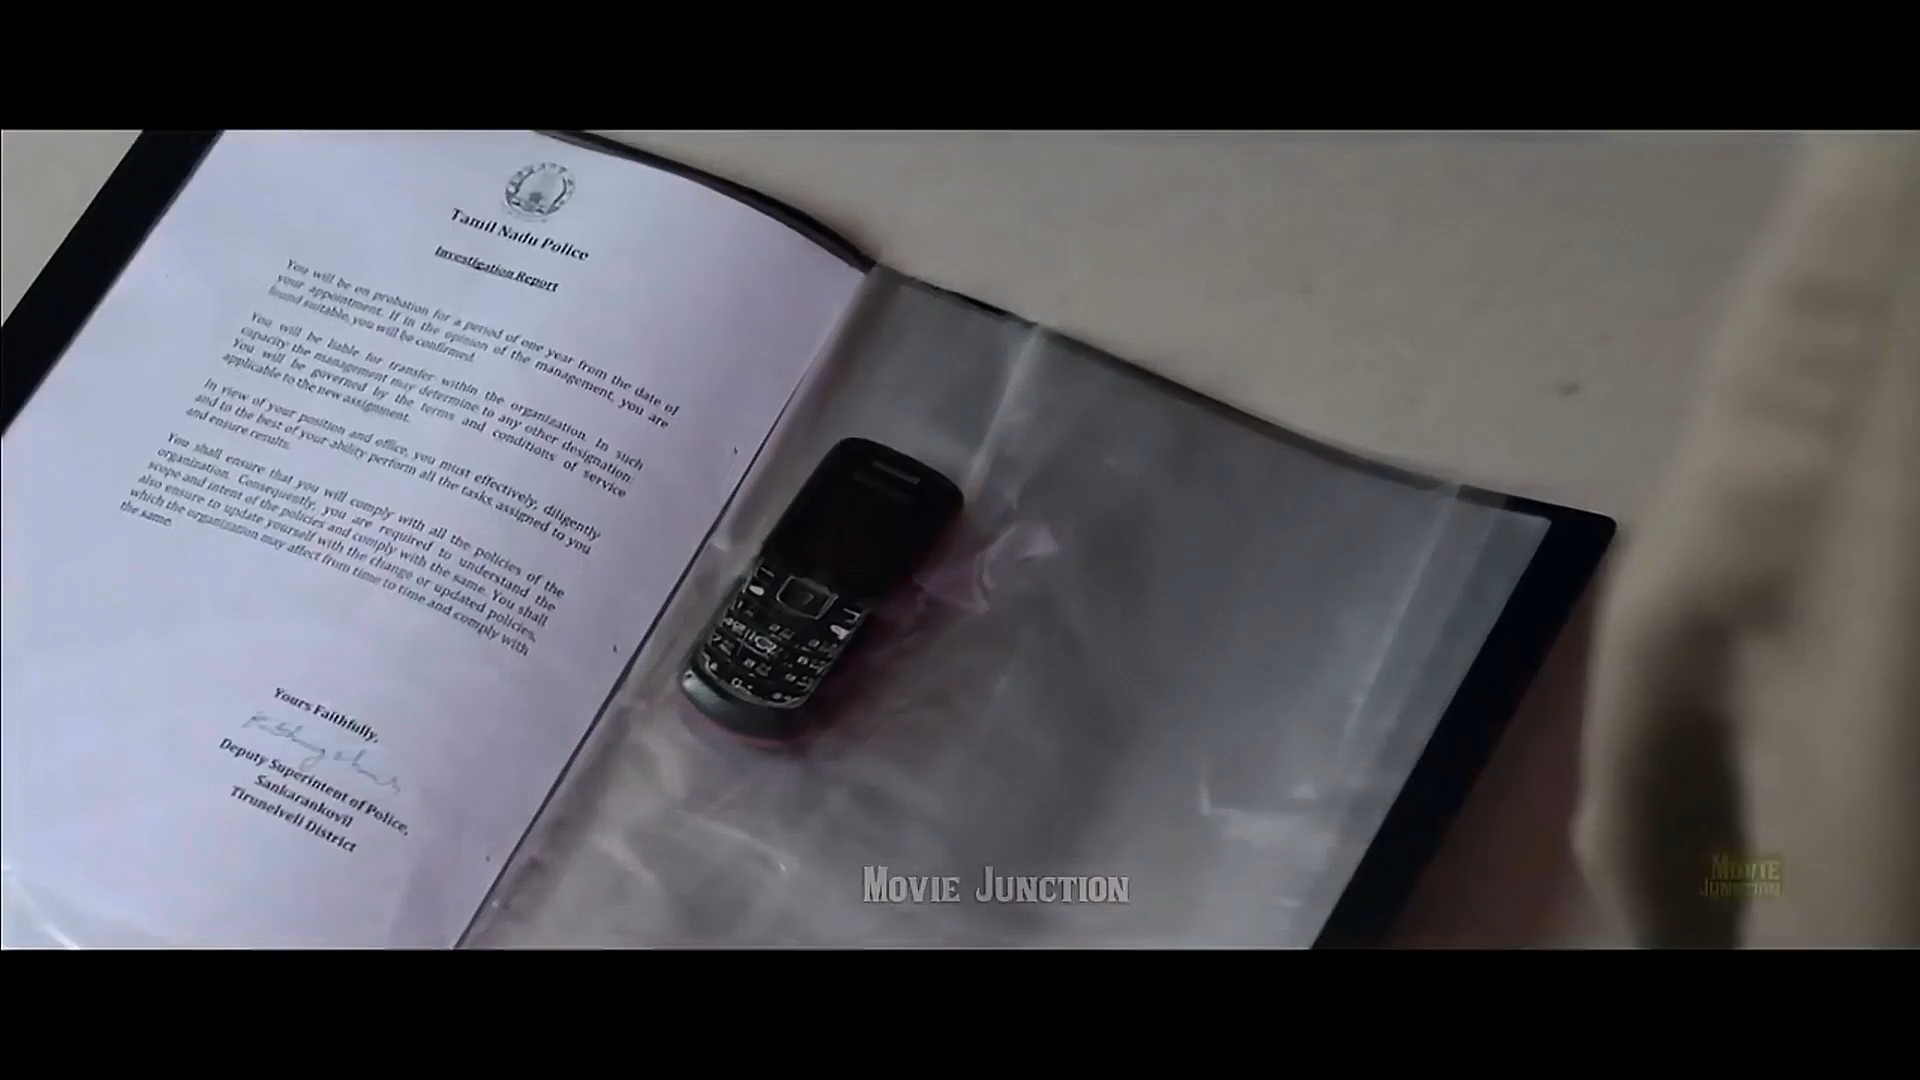 Tamil Nadu Police
Investigation Report
You will be on probation for a period of one year from the date of
your appointment. If in the opinion of the management, you are
found suitable, you will be confirmed.
You will be liable for transfer within the organization. In such
capacity the management may determine to any other designation.
You will be governed by the terms and conditions of service
applicable to the new assignment.
In view of your position and office, you must effectively, diligently
and to the best of your ability perform all the tasks assigned to you
and ensure results.
You shall ensure that you will comply with all the policies of the
organization. Consequently, you are required to understand the
scope and intent of the policies and comply with the same. You shall
also ensure to update yourself with the change or updated policies,
which the organization may affect from time to time and comply with
the same.
Yours Faithfully,
Deputy Superintent of Police,
Sankarankovil
Tirunelveli District
MOVIE JUNCTION
MOVIE
JUNCTION